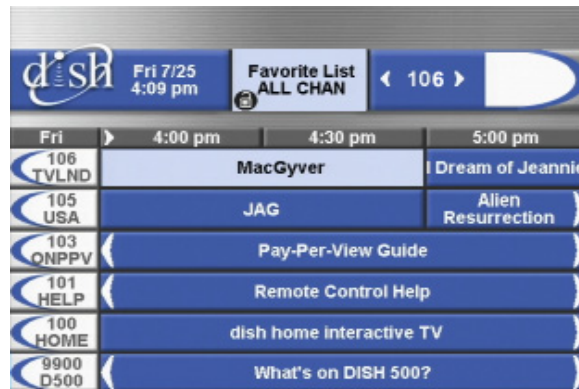 dish
Fri 7/25
4:09 pm
Favorite List
ALL CHAN
106
Fri 4:00 pm 4:30 pm 5:00 pm
106
TVLND
MacGyver
I Dream of Jeannie
105
USA
JAG
Alien
Resurrection
103
ONPPV
Pay-Per-View Guide
101
HELP
Remote Control Help
100
HOME
dish home interactive TV
9900
D500
What's on DISH 500?